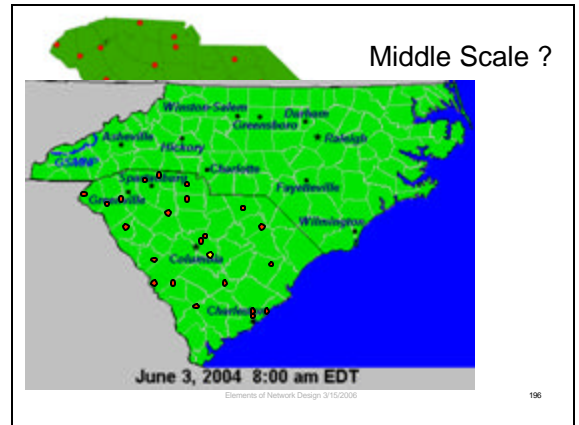 Middle Scale ?
Winston-Salem
Durham
Greensboro
Raleigh
Asheville
Hickory
GSMNP
Charlotte
Spartanburg
Fayetteville
Greenville
Wilmington
Columbia
Charleston
June 3, 2004 8:00 am EDT
Elements of Network Design 3/15/2006
196